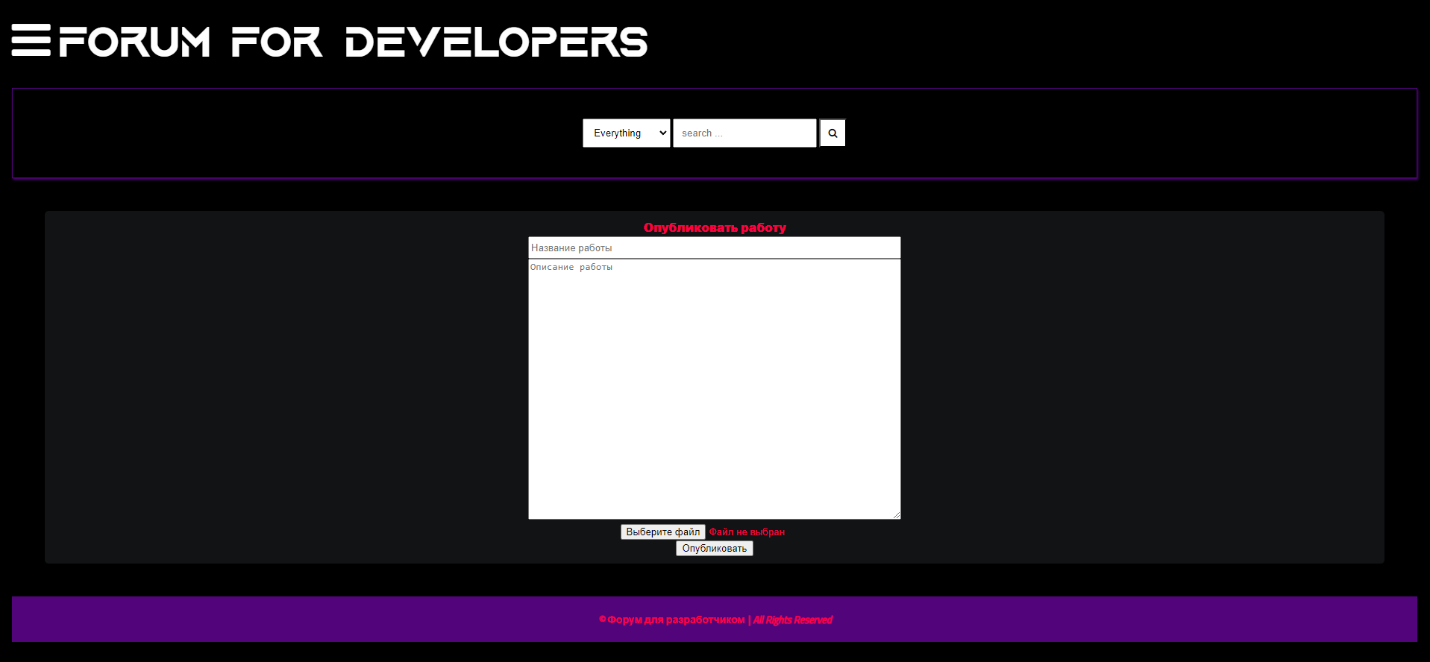 FORUM FOR DEVELOPERS
Everything search ...
Опубликовать работу
Название работы
Описание работы
Выберите файл Файл не выбран
Опубликовать
© Форум для разработчиком | All Rights Reserved